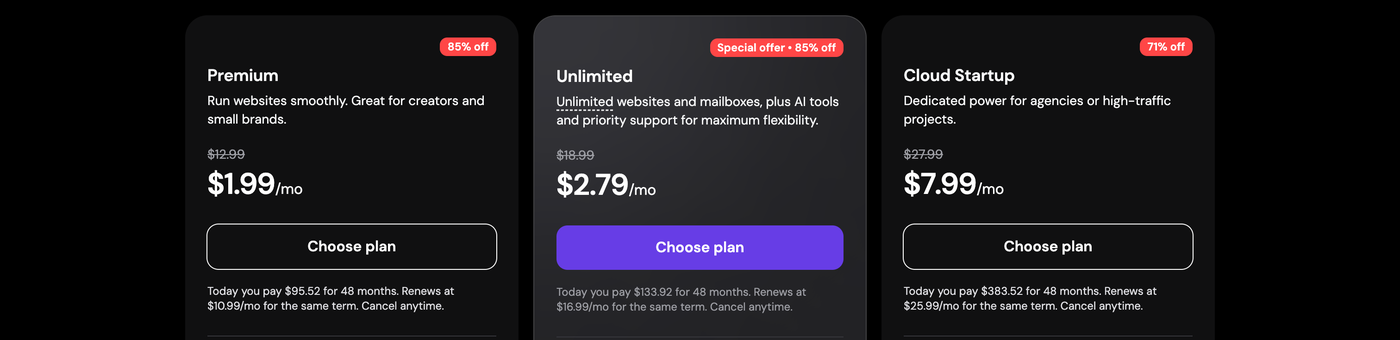 85% off
Premium
Run websites smoothly. Great for creators and
small brands.
$12.99
$1.99/mo
Choose plan
Today you pay $95.52 for 48 months. Renews at
$10.99/mo for the same term. Cancel anytime.
Special offer • 85% off
Unlimited
Unlimited websites and mailboxes, plus AI tools
and priority support for maximum flexibility.
$18.99
$2.79/mo
Choose plan
Today you pay $133.92 for 48 months. Renews at
$16.99/mo for the same term. Cancel anytime.
71% off
Cloud Startup
Dedicated power for agencies or high-traffic
projects.
$27.99
$7.99/mo
Choose plan
Today you pay $383.52 for 48 months. Renews at
$25.99/mo for the same term. Cancel anytime.